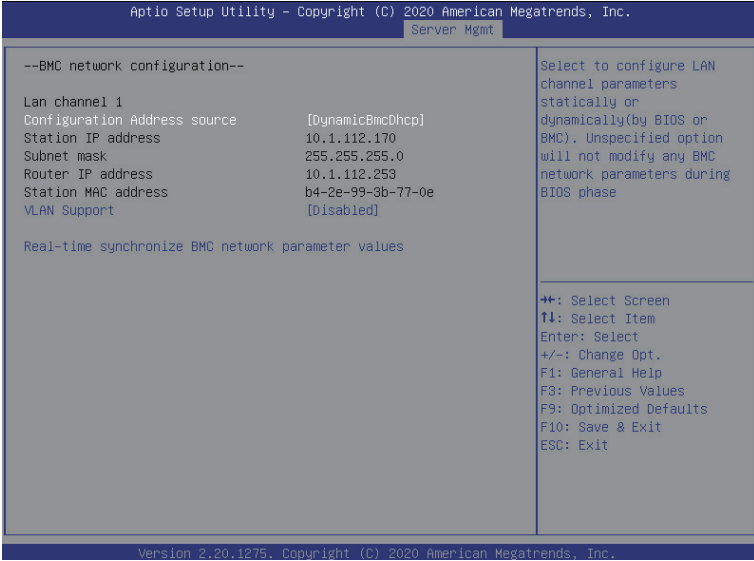 Aptio Setup Utility – Copyright (C) 2020 American Megatrends, Inc.
Server Mgmt
--BMC network configuration--
Lan channel 1
Configuration Address source [DynamicBmcDhcp]
Station IP address 10.1.112.170
Subnet mask 255.255.255.0
Router IP address 10.1.112.253
Station MAC address b4-2e-99-3b-77-0e
VLAN Support [Disabled]
Real-time synchronize BMC network parameter values
Select to configure LAN
channel parameters
statically or
dynamically(by BIOS or
BMC). Unspecified option
will not modify any BMC
network parameters during
BIOS phase
→←: Select Screen
↑↓: Select Item
Enter: Select
+/-: Change Opt.
F1: General Help
F3: Previous Values
F9: Optimized Defaults
F10: Save & Exit
ESC: Exit
Version 2.20.1275. Copyright (C) 2020 American Megatrends, Inc.